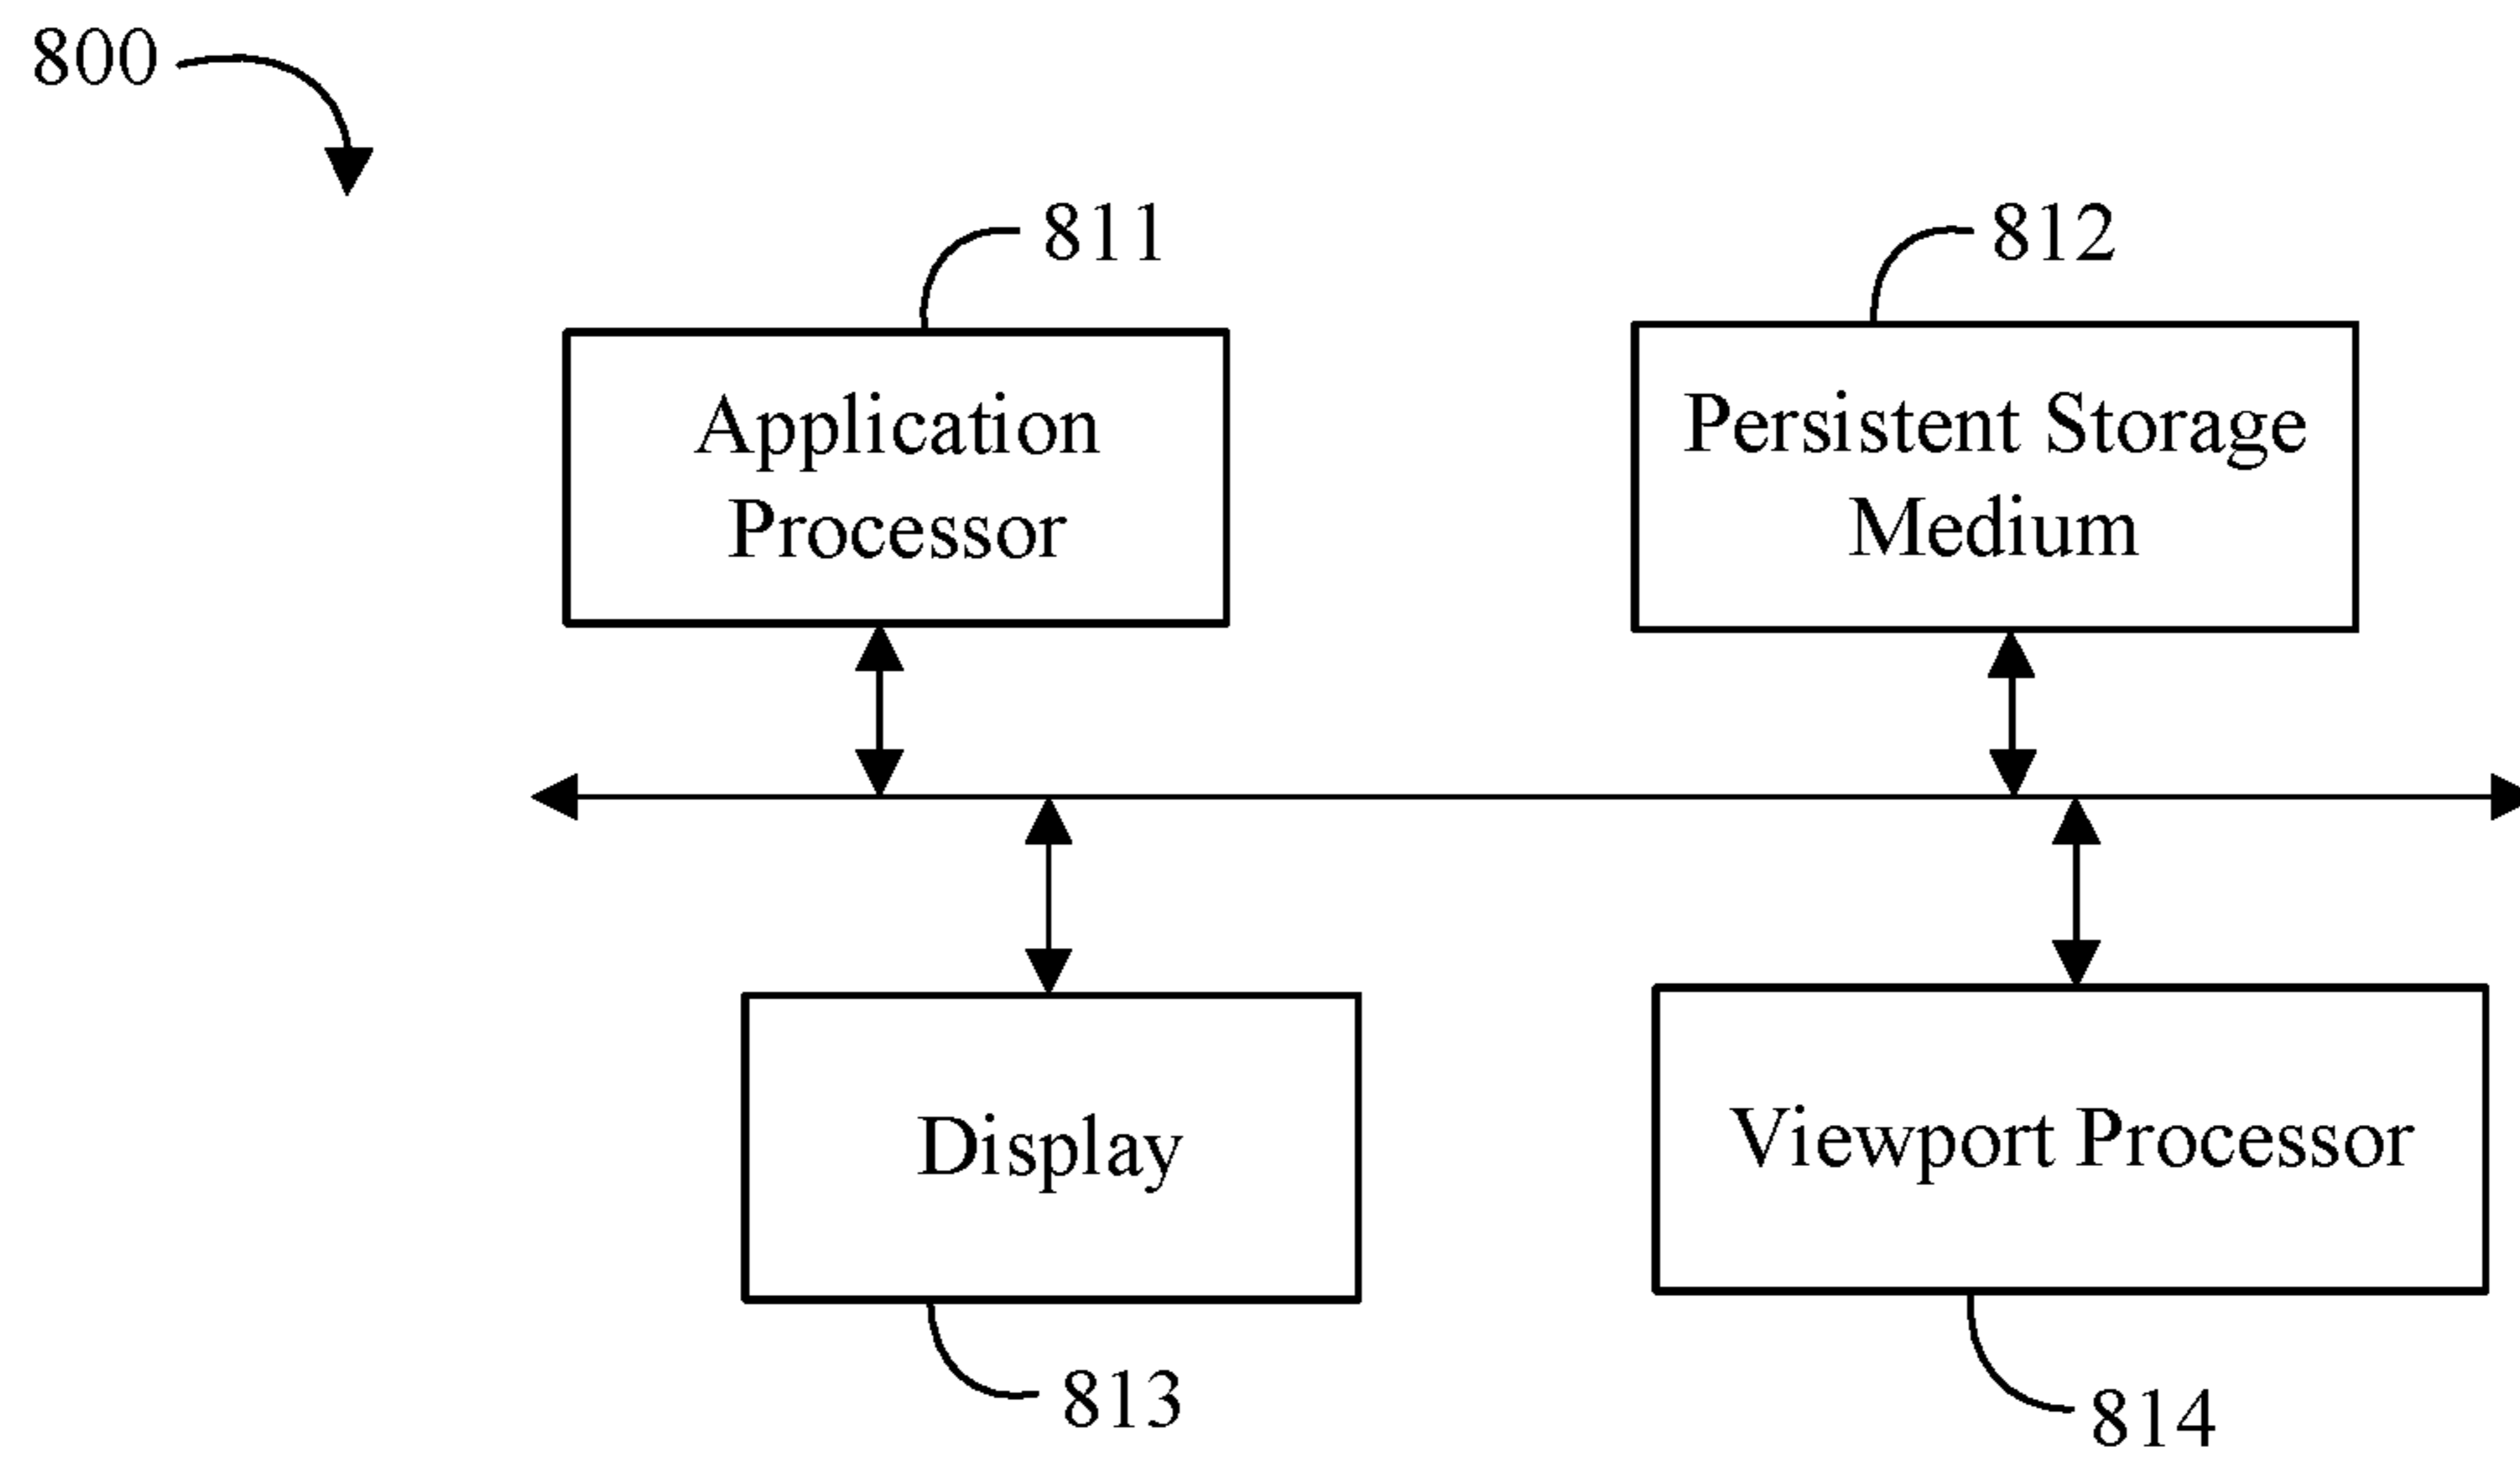 800
811
812
Application
Processor
Persistent Storage
Medium
Display
Viewport Processor
813
814